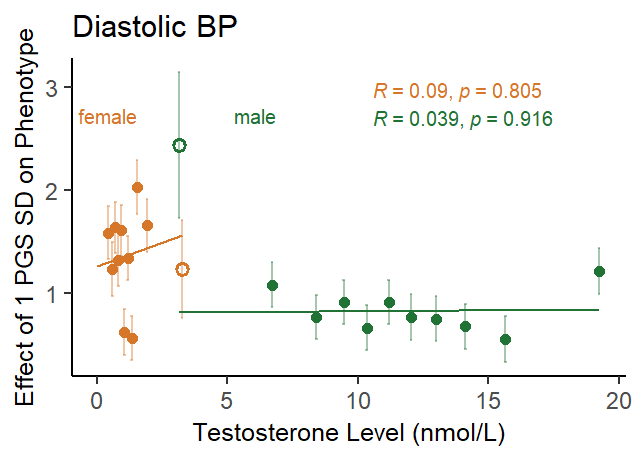 Diastolic BP
Effect of 1 PGS SD on Phenotype
3
2
1
female
male
R = 0.09, p = 0.805
R = 0.039, p = 0.916
0
5
10
15
20
Testosterone Level (nmol/L)